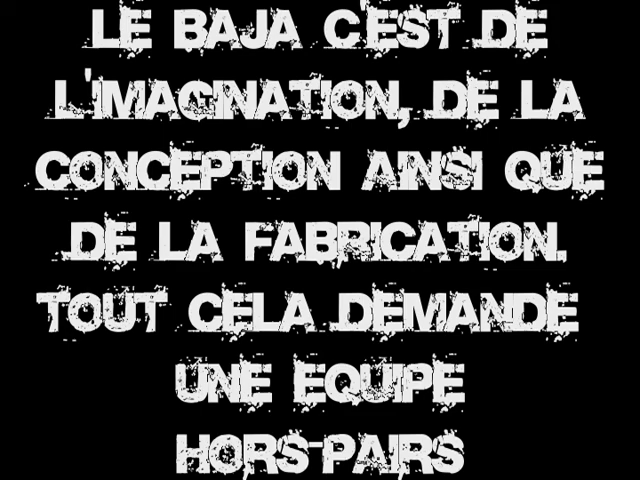 LE BAJA C'EST DE
L'IMAGINATION, DE LA
CONCEPTION AINSI QUE
DE LA FABRICATION.
TOUT CELA DEMANDE
UNE EQUIPE
HORS-PAIRS